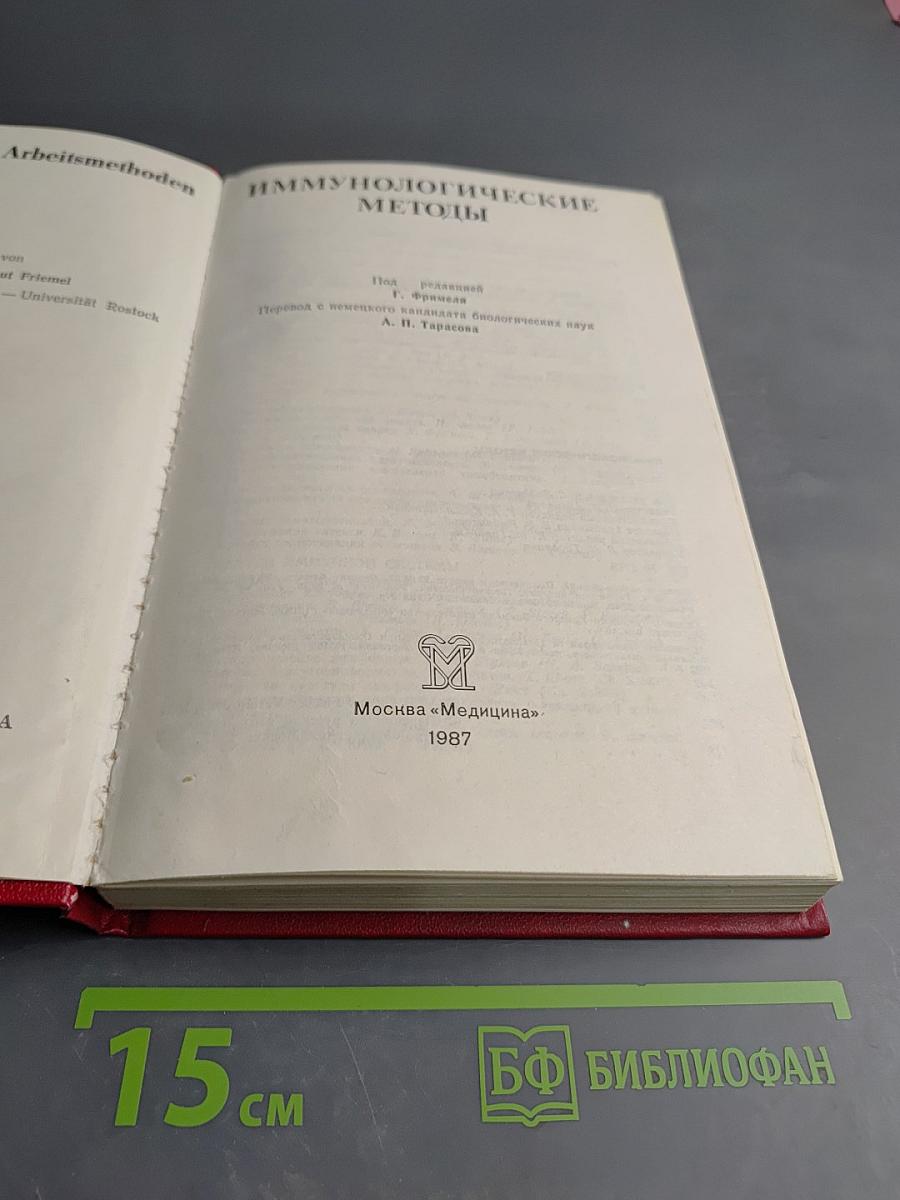 Arbeitsmethoden
von
ut Friemel
— Universität Rostock
А
ИММУНОЛОГИЧЕСКИЕ
МЕТОДЫ
Под редакцией
Г. Фримеля
Перевод с немецкого кандидата биологических наук
А. П. Тарасова
Москва «Медицина»
1987
15 см
БФ БИБЛИОФАН